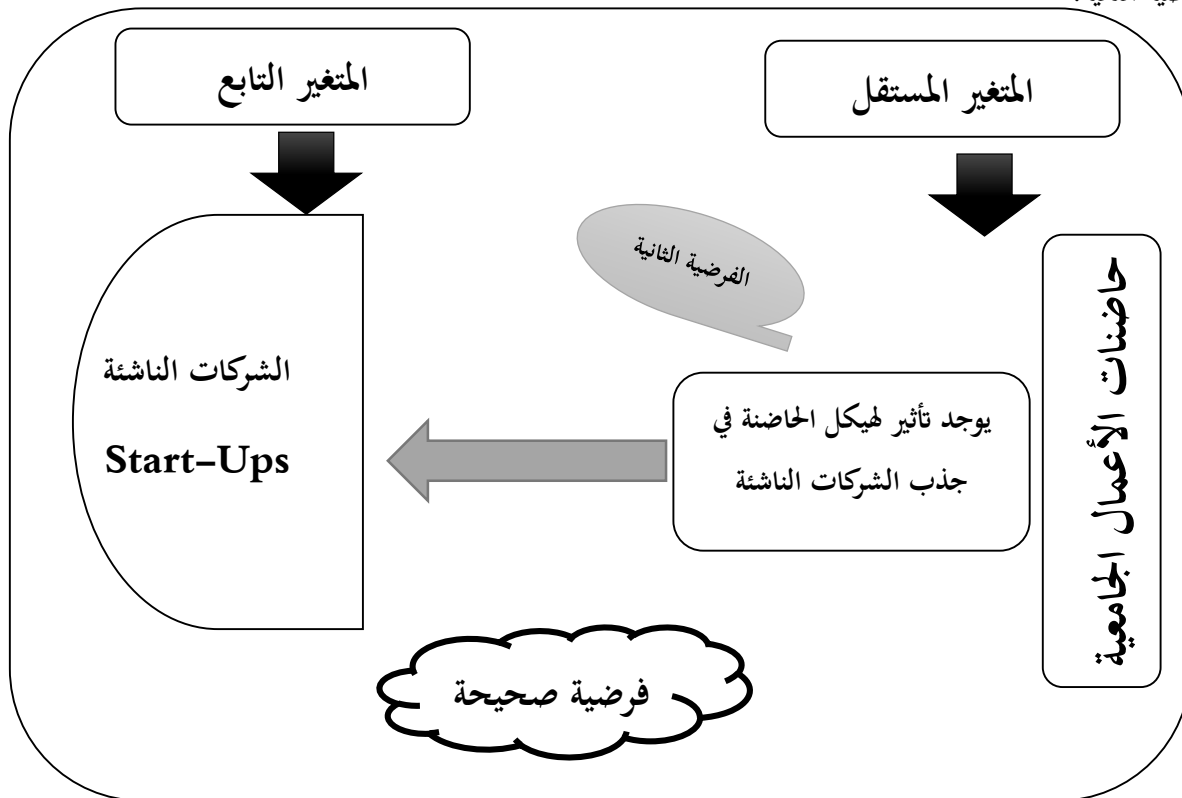 المتغير المستقل
المتغير التابع
الفرضية الثانية
حاضنات الأعمال الجامعية
يوجد تأثير لهيكل الحاضنة في
جذب الشركات الناشئة
الشركات الناشئة
Start–Ups
فرضية صحيحة